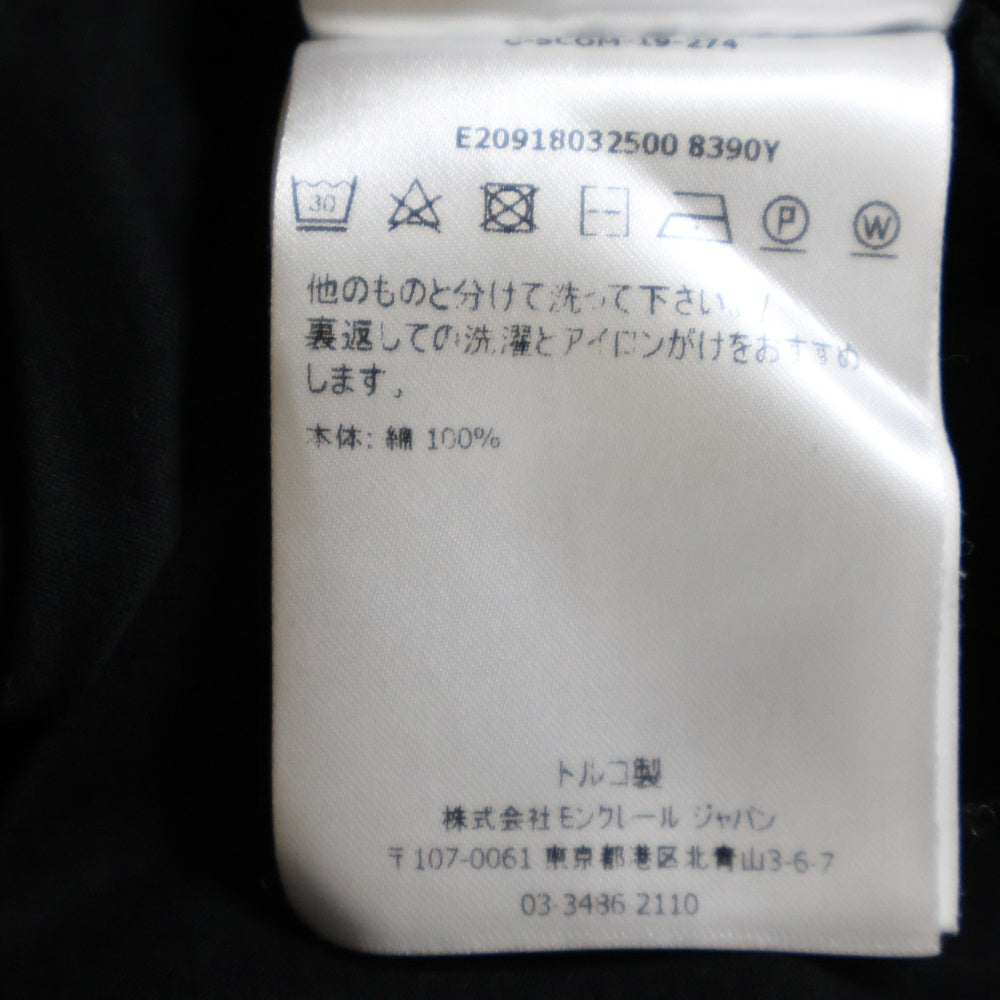 C-SCOM-19-274
E20918032500 8390Y
30
P
W
他のものと分けて洗って下さい。/
裏返しての洗濯とアイロンがけをおすすめ
します。
本体: 綿 100%
トルコ製
株式会社モンクレール ジャパン
〒107-0061 東京都港区北青山3-6-7
03-3486 2110